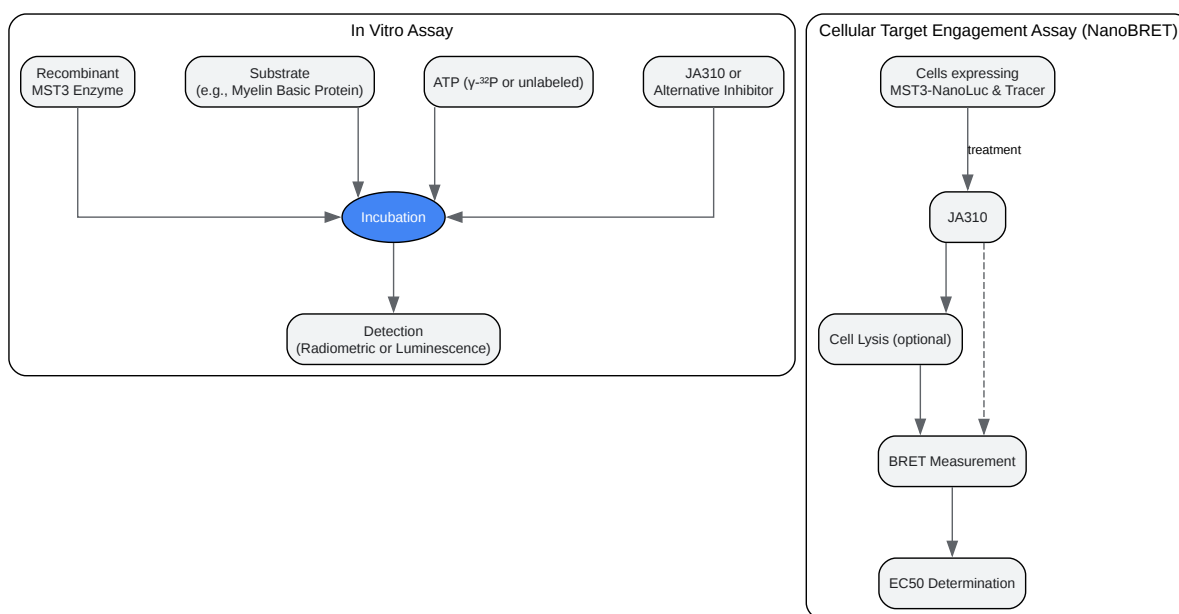 In Vitro Assay
Recombinant
MST3 Enzyme
Substrate
(e.g., Myelin Basic Protein)
ATP (γ-³²P or unlabeled)
JA310 or
Alternative Inhibitor
Incubation
Detection
(Radiometric or Luminescence)
Cellular Target Engagement Assay (NanoBRET)
Cells expressing
MST3-NanoLuc & Tracer
treatment
JA310
Cell Lysis (optional)
BRET Measurement
EC50 Determination